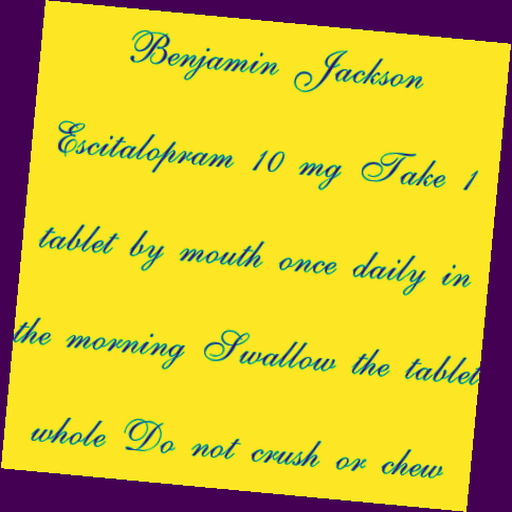 Benjamin Jackson
Escitalopram 10 mg Take 1
tablet by mouth once daily in
the morning Swallow the tablet
whole Do not crush or chew